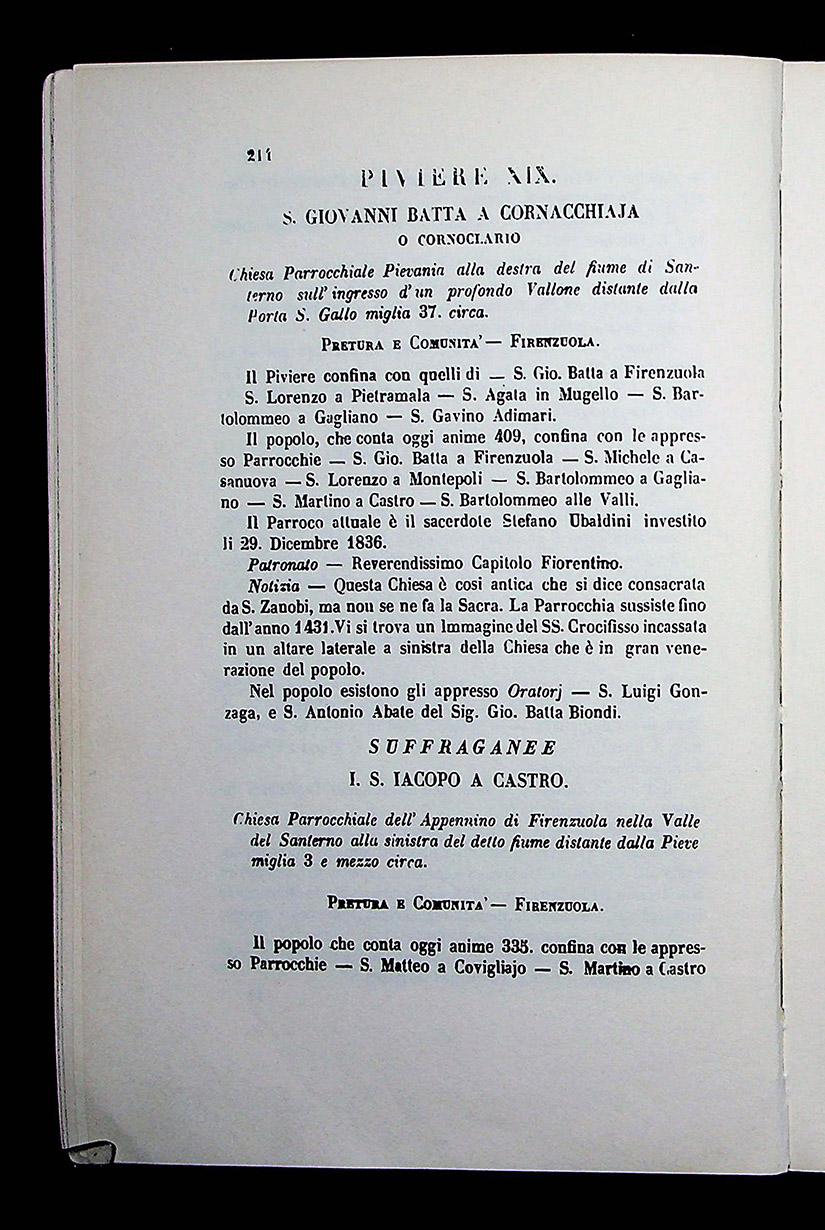 214
PIVIERE XIX.
S. GIOVANNI BATTA A CORNACCHIAJA
O CORNOCLARIO
Chiesa Parrocchiale Pievania alla destra del fiume di San-
terno sull' ingresso d'un profondo Vallone distante dalla
Porta S. Gallo miglia 37. circa.
PRETURA E COMUNITA' — FIRENZUOLA.
Il Piviere confina con quelli di — S. Gio. Batta a Firenzuola
S. Lorenzo a Pietramala — S. Agata in Mugello — S. Bar-
tolommeo a Gagliano — S. Gavino Adimari.
Il popolo, che conta oggi anime 409, confina con le appres-
so Parrocchie — S. Gio. Batta a Firenzuola — S. Michele a Ca-
sanuova — S. Lorenzo a Montepoli — S. Bartolommeo a Gaglia-
no — S. Martino a Castro — S. Bartolommeo alle Valli.
Il Parroco attuale è il sacerdote Stefano Ubaldini investito
li 29. Dicembre 1836.
Patronato — Reverendissimo Capitolo Fiorentino.
Notizia — Questa Chiesa è cosi antica che si dice consacrata
da S. Zanobi, ma non se ne fa la Sacra. La Parrocchia sussiste fino
dall' anno 1431. Vi si trova un Immagine del SS. Crocifisso incassata
in un altare laterale a sinistra della Chiesa che è in gran vene-
razione del popolo.
Nel popolo esistono gli appresso Oratorj — S. Luigi Gon-
zaga, e S. Antonio Abate del Sig. Gio. Batta Biondi.
SUFFRAGANEE
I. S. IACOPO A CASTRO.
Chiesa Parrocchiale dell' Appennino di Firenzuola nella Valle
del Santerno alla sinistra del detto fiume distante dalla Pieve
miglia 3 e mezzo circa.
PRETURA E COMUNITA' — FIRENZUOLA.
Il popolo che conta oggi anime 335. confina con le appres-
so Parrocchie — S. Matteo a Covigliajo — S. Martino a Castro